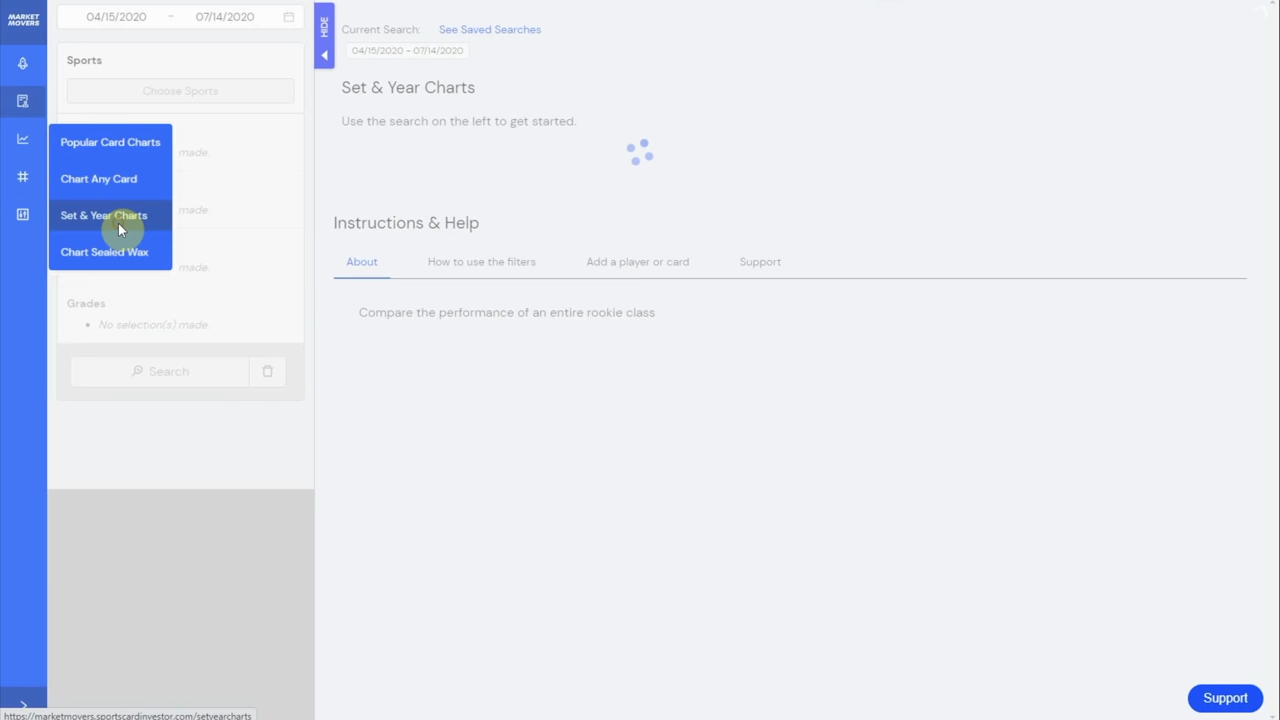 MARKET
MOVERS
04/15/2020 - 07/14/2020
HIDE
Sports
Choose Sports
Popular Card Charts
made.
Chart Any Card
Set & Year Charts
made.
Chart Sealed Wax
made.
Grades
No selection(s) made.
Search
Current Search: See Saved Searches
04/15/2020 - 07/14/2020
Set & Year Charts
Use the search on the left to get started.
Instructions & Help
About How to use the filters Add a player or card Support
Compare the performance of an entire rookie class
Support
https://marketmovers.sportscardinvestor.com/setyearcharts